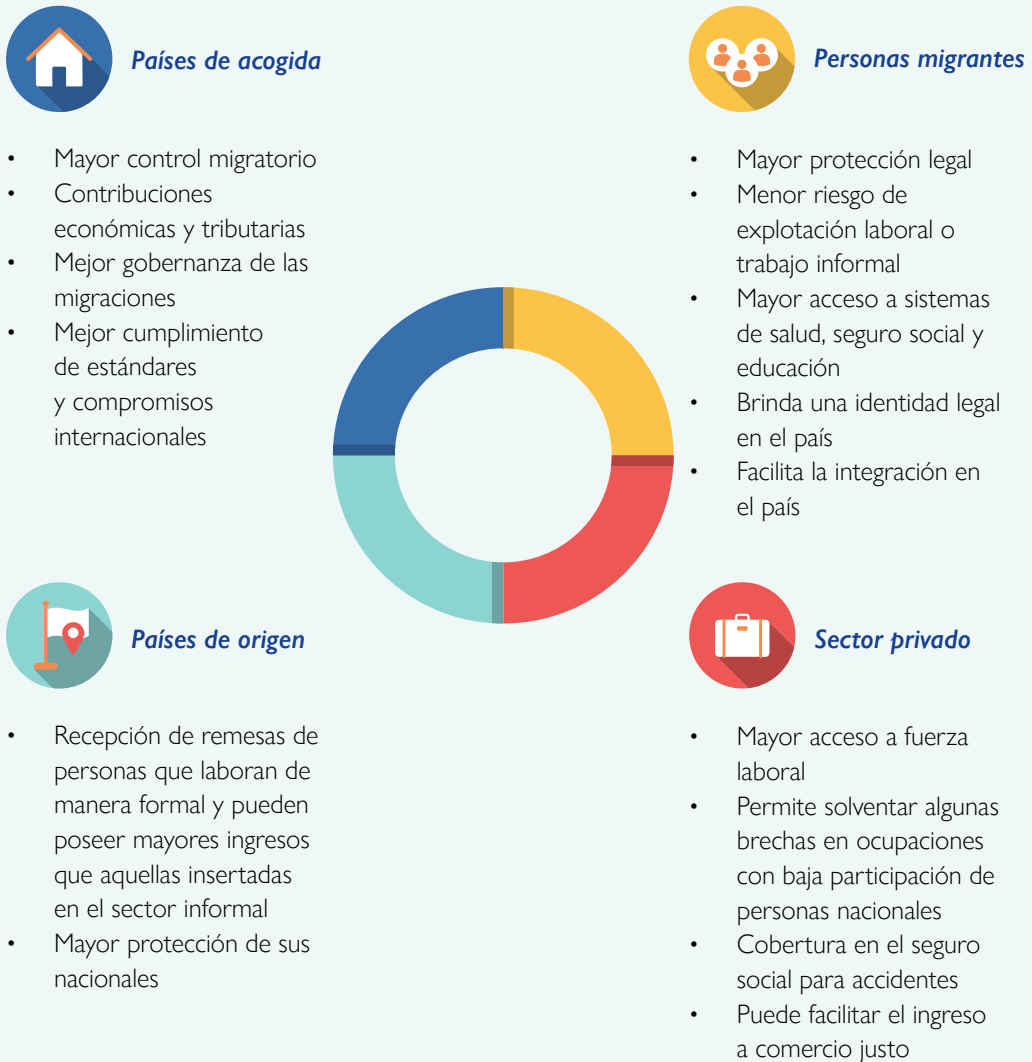 Países de acogida
• Mayor control migratorio
• Contribuciones
económicas y tributarias
• Mejor gobernanza de las
migraciones
• Mejor cumplimiento
de estándares
y compromisos
internacionales
Personas migrantes
• Mayor protección legal
• Menor riesgo de
explotación laboral o
trabajo informal
• Mayor acceso a sistemas
de salud, seguro social y
educación
• Brinda una identidad legal
en el país
• Facilita la integración en
el país
Países de origen
• Recepción de remesas de
personas que laboran de
manera formal y pueden
poseer mayores ingresos
que aquellas insertadas
en el sector informal
• Mayor protección de sus
nacionales
Sector privado
• Mayor acceso a fuerza
laboral
• Permite solventar algunas
brechas en ocupaciones
con baja participación de
personas nacionales
• Cobertura en el seguro
social para accidentes
• Puede facilitar el ingreso
a comercio justo